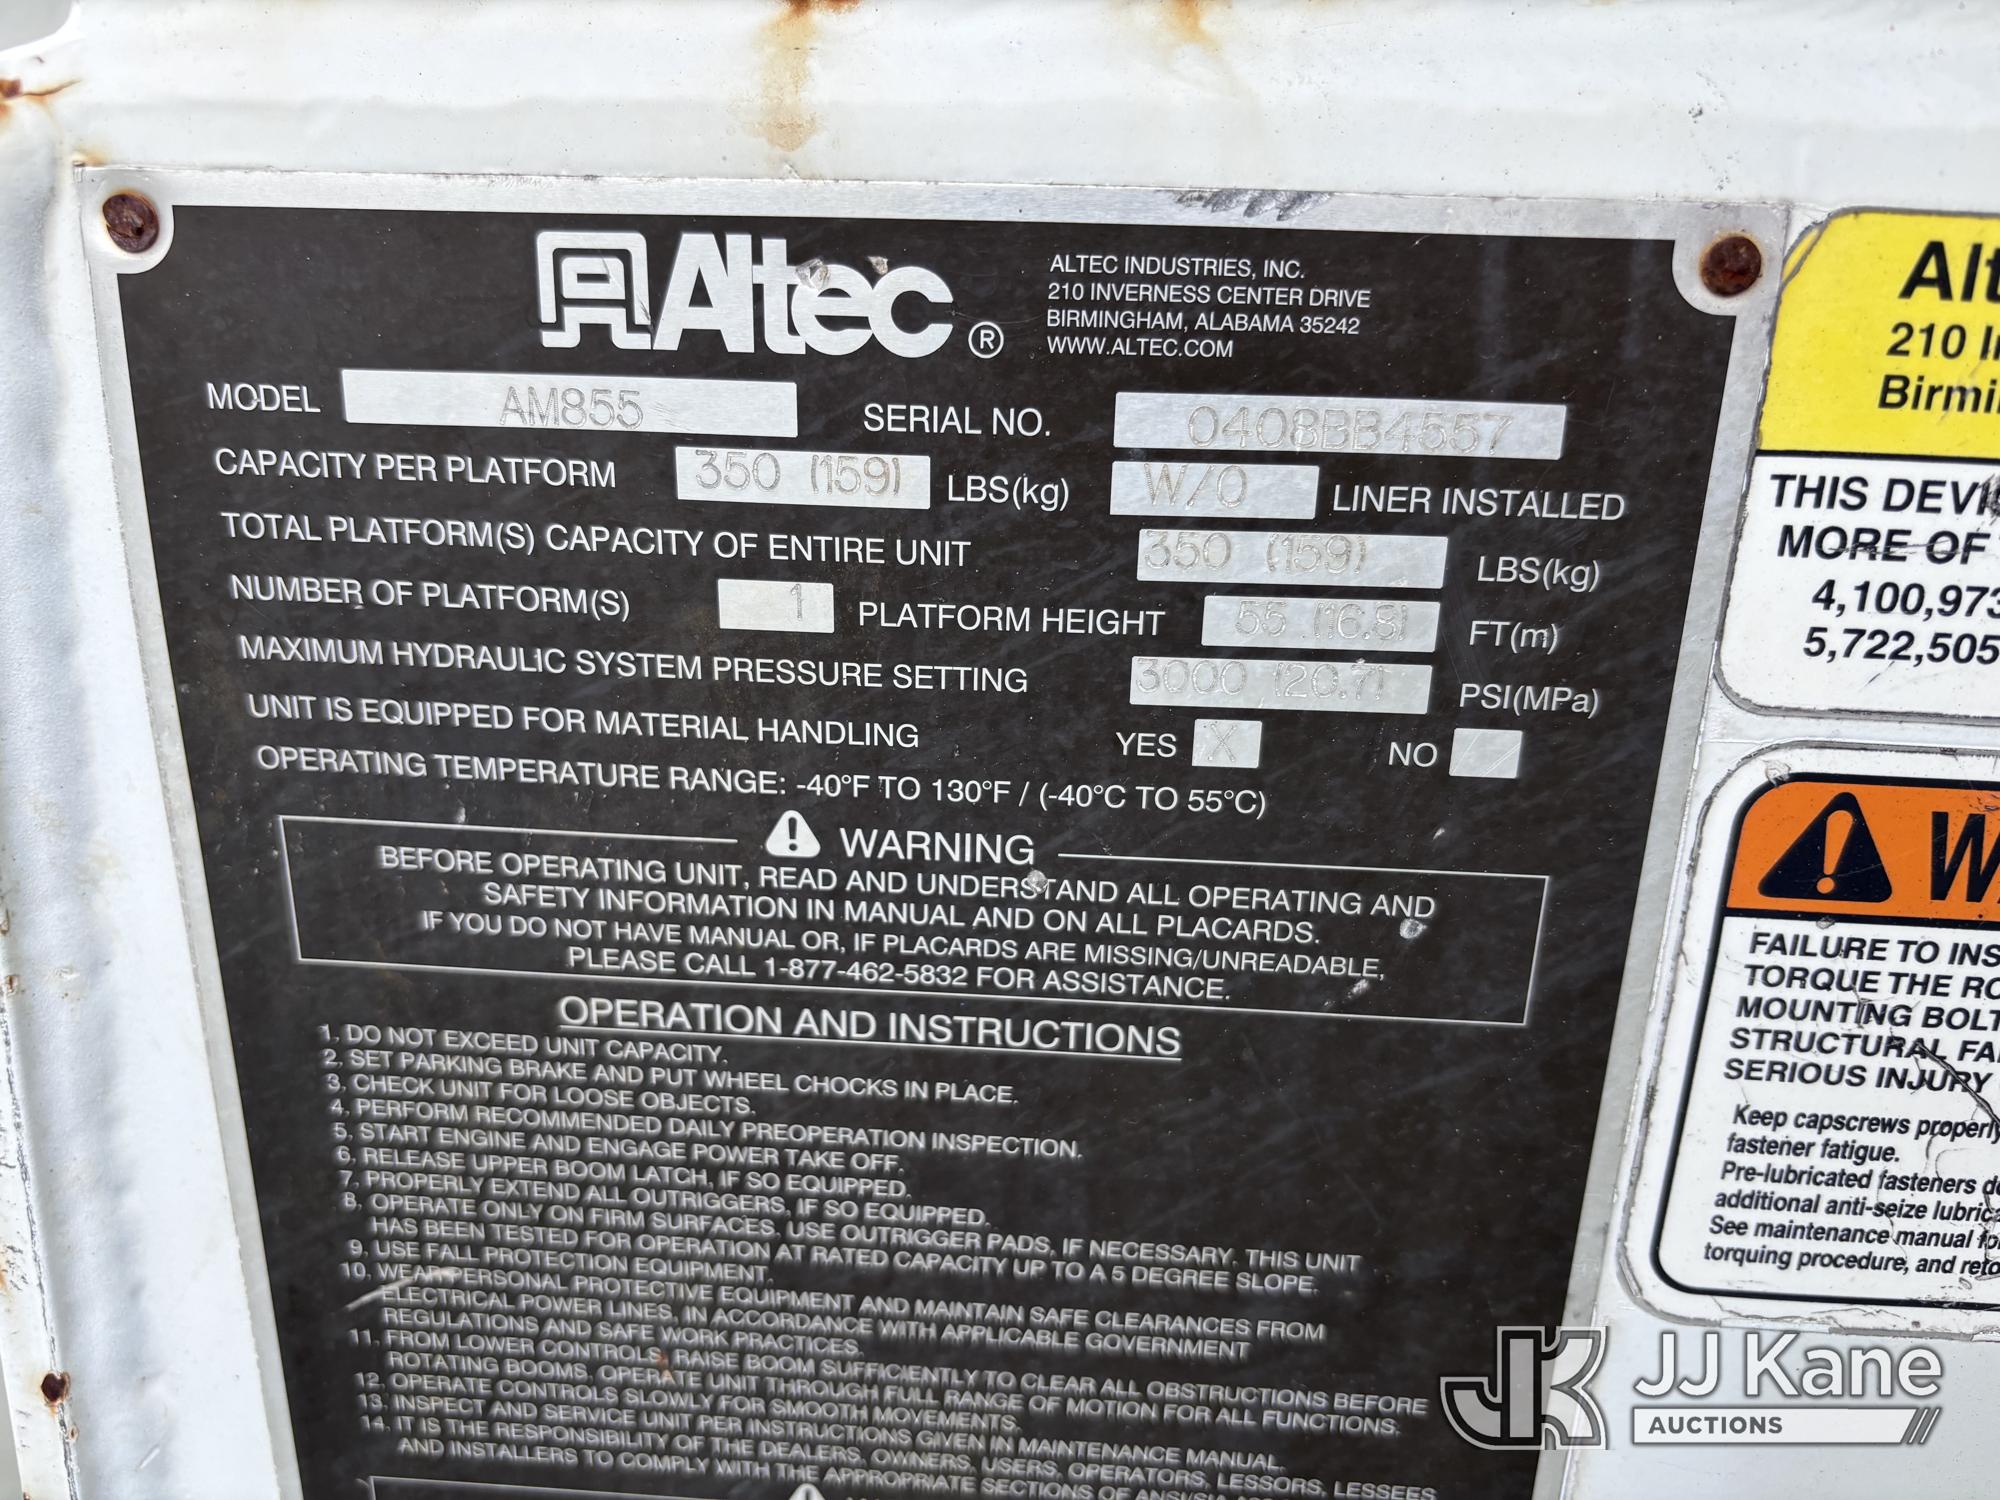 Altec ®
ALTEC INDUSTRIES, INC.
210 INVERNESS CENTER DRIVE
BIRMINGHAM, ALABAMA 35242
WWW.ALTEC.COM
MODEL AM855 SERIAL NO. 0408BB4557
CAPACITY PER PLATFORM 350 (159) LBS(kg) W/O LINER INSTALLED
TOTAL PLATFORM(S) CAPACITY OF ENTIRE UNIT 350 (159) LBS(kg)
NUMBER OF PLATFORM(S) 1 PLATFORM HEIGHT 55 (16.8) FT(m)
MAXIMUM HYDRAULIC SYSTEM PRESSURE SETTING 3000 (20.7) PSI(MPa)
UNIT IS EQUIPPED FOR MATERIAL HANDLING YES X NO
OPERATING TEMPERATURE RANGE: -40°F TO 130°F / (-40°C TO 55°C)
WARNING
BEFORE OPERATING UNIT, READ AND UNDERSTAND ALL OPERATING AND
SAFETY INFORMATION IN MANUAL AND ON ALL PLACARDS.
IF YOU DO NOT HAVE MANUAL OR, IF PLACARDS ARE MISSING/UNREADABLE,
PLEASE CALL 1-877-462-5832 FOR ASSISTANCE.
OPERATION AND INSTRUCTIONS
1. DO NOT EXCEED UNIT CAPACITY.
2. SET PARKING BRAKE AND PUT WHEEL CHOCKS IN PLACE.
3. CHECK UNIT FOR LOOSE OBJECTS.
4. PERFORM RECOMMENDED DAILY PREOPERATION INSPECTION.
5. START ENGINE AND ENGAGE POWER TAKE OFF.
6. RELEASE UPPER BOOM LATCH, IF SO EQUIPPED.
7. PROPERLY EXTEND ALL OUTRIGGERS, IF SO EQUIPPED.
8. OPERATE ONLY ON FIRM SURFACES, USE OUTRIGGER PADS, IF NECESSARY. THIS UNIT
HAS BEEN TESTED FOR OPERATION AT RATED CAPACITY UP TO A 5 DEGREE SLOPE.
9. USE FALL PROTECTION EQUIPMENT.
10. WEAR PERSONAL PROTECTIVE EQUIPMENT AND MAINTAIN SAFE CLEARANCES FROM
ELECTRICAL POWER LINES, IN ACCORDANCE WITH APPLICABLE GOVERNMENT
REGULATIONS AND SAFE WORK PRACTICES.
11. FROM LOWER CONTROLS, RAISE BOOM SUFFICIENTLY TO CLEAR ALL OBSTRUCTIONS BEFORE
ROTATING BOOMS, OPERATE UNIT THROUGH FULL RANGE OF MOTION FOR ALL FUNCTIONS.
12. OPERATE CONTROLS SLOWLY FOR SMOOTH MOVEMENTS.
13. INSPECT AND SERVICE UNIT PER INSTRUCTIONS GIVEN IN MAINTENANCE MANUAL.
14. IT IS THE RESPONSIBILITY OF THE DEALERS, OWNERS, USERS, OPERATORS, LESSORS, LESSEES
AND INSTALLERS TO COMPLY WITH THE APPROPRIATE SECTIONS OF
Alt
210 I
Birmi
THIS DEVI
MORE OF
4,100,973
5,722,505
WA
FAILURE TO INS
TORQUE THE RO
MOUNTING BOLT
STRUCTURAL FA
SERIOUS INJURY
Keep capscrews properly
fastener fatigue.
Pre-lubricated fasteners d
additional anti-seize lubric
See maintenance manual fo
torquing procedure, and reto
JK JJ Kane
AUCTIONS